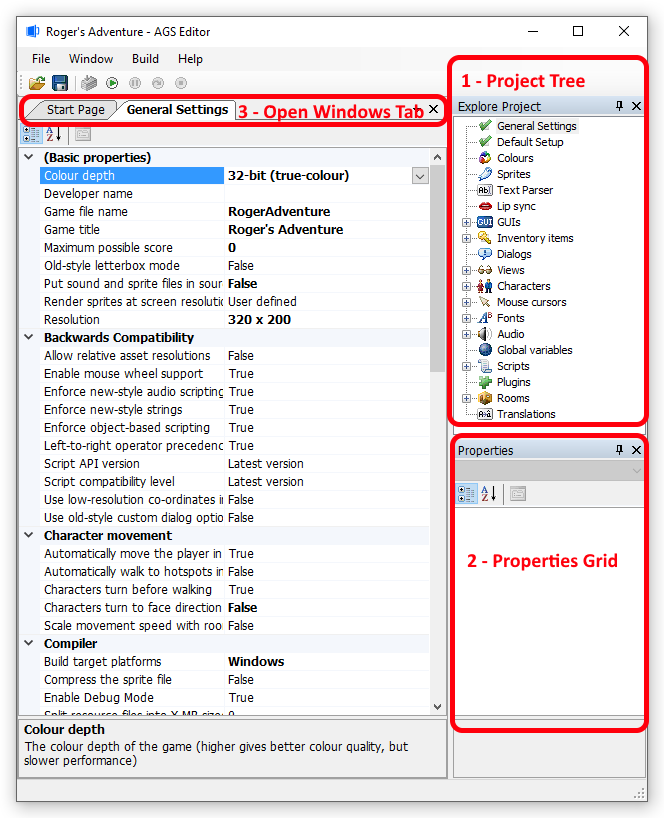 Roger's Adventure - AGS Editor
File Window Build Help
1 - Project Tree
Start Page General Settings 3 - Open Windows Tab
Explore Project
General Settings
Default Setup
Colours
Sprites
Text Parser
Lip sync
GUIs
Inventory items
Dialogs
Views
Characters
Mouse cursors
Fonts
Audio
Global variables
Scripts
Plugins
Rooms
Translations
(Basic properties)
Colour depth 32-bit (true-colour)
Developer name
Game file name RogerAdventure
Game title Roger's Adventure
Maximum possible score 0
Old-style letterbox mode False
Put sound and sprite files in sour False
Render sprites at screen resolutic User defined
Resolution 320 x 200
Backwards Compatibility
Allow relative asset resolutions False
Enable mouse wheel support True
Enforce new-style audio scripting True
Enforce new-style strings True
Enforce object-based scripting True
Left-to-right operator precedenc True
Script API version Latest version
Script compatibility level Latest version
Use low-resolution co-ordinates i False
Use old-style custom dialog optio False
Character movement
Automatically move the player in True
Automatically walk to hotspots in False
Characters turn before walking True
Characters turn to face direction False
Scale movement speed with roo False
Compiler
Build target platforms Windows
Compress the sprite file False
Enable Debug Mode True
Split resource files into X MB size 0
Colour depth
The colour depth of the game (higher gives better colour quality, but
slower performance)
Properties
2 - Properties Grid